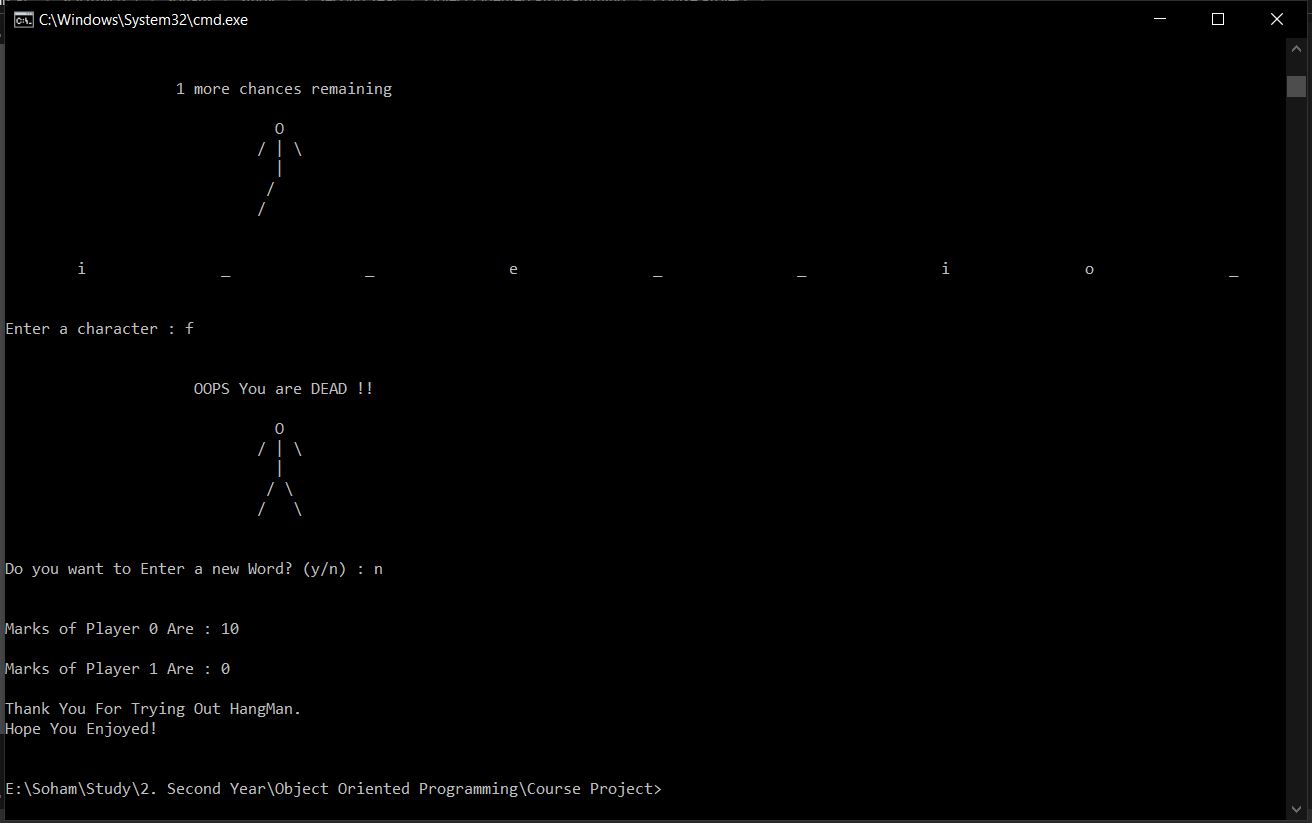 C:\Windows\System32\cmd.exe
1 more chances remaining
O
/ | \
|
/
/
i _ _ e _ _ i o _
Enter a character : f
OOPS You are DEAD !!
O
/ | \
|
/ \
/   \
Do you want to Enter a new Word? (y/n) : n
Marks of Player 0 Are : 10
Marks of Player 1 Are : 0
Thank You For Trying Out HangMan.
Hope You Enjoyed!
E:\Soham\Study\2. Second Year\Object Oriented Programming\Course Project>